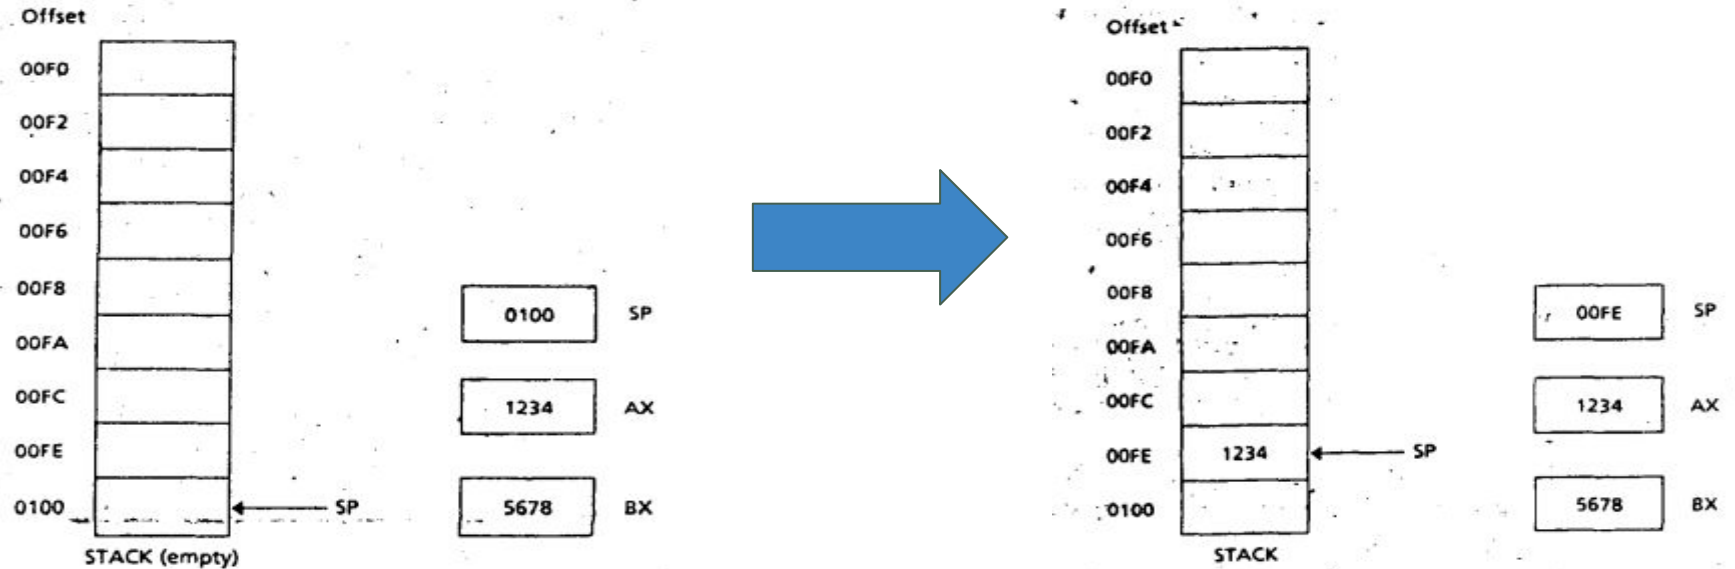 Offset
00F0
00F2
00F4
00F6
00F8
00FA
00FC
00FE
0100
SP
STACK (empty)
0100 SP
1234 AX
5678 BX
Offset
00F0
00F2
00F4
00F6
00F8
00FA
00FC
00FE 1234 SP
0100
STACK
00FE SP
1234 AX
5678 BX